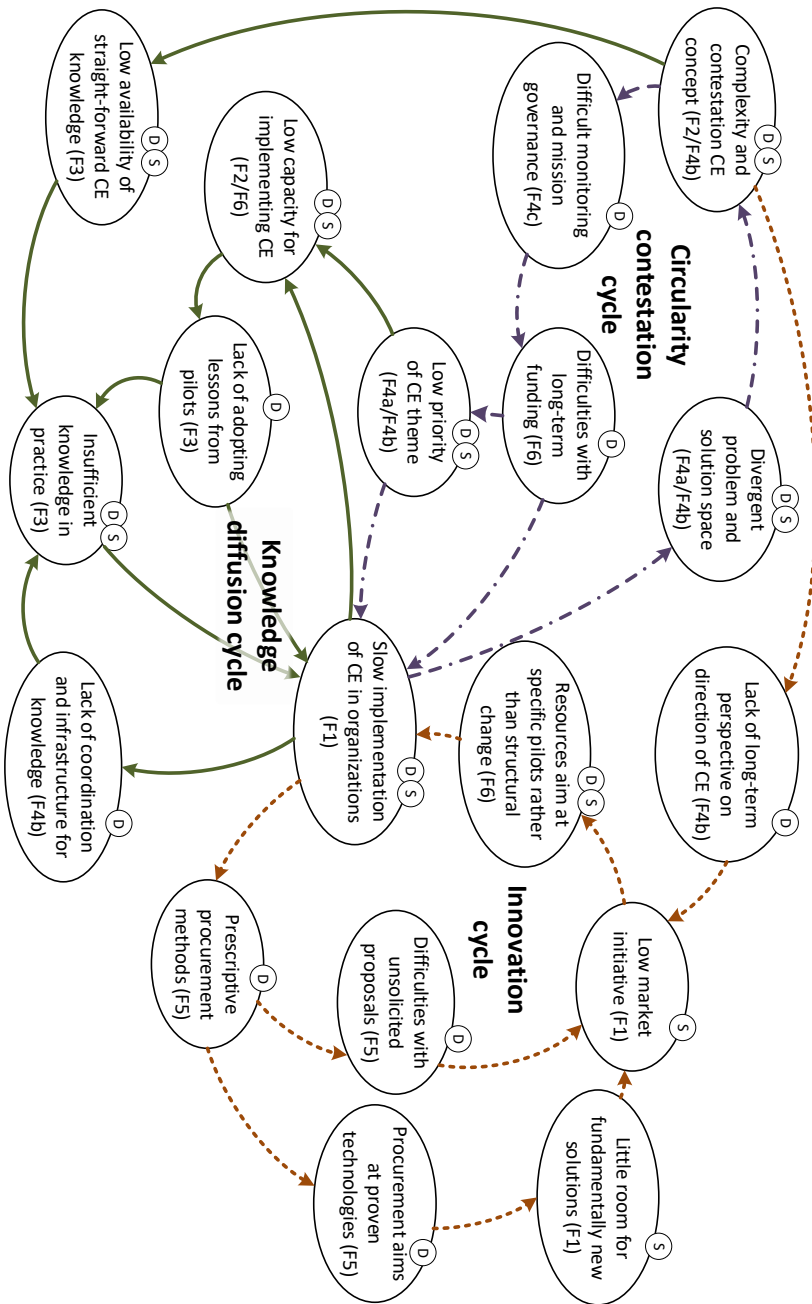 D
S
Complexity and
contestation CE
concept (F2/F4b)
D
S
Divergent
problem and
solution space
(F4a/F4b)
D
Lack of long-term
perspective on
direction of CE (F4b)
S
Low market
initiative (F1)
S
Little room for
fundamentally new
solutions (F1)
D
Difficult monitoring
and mission
governance (F4c)
Circularity
contestation
cycle
D
Difficulties with
long-term
funding (F6)
D
S
Resources aim at
specific pilots rather
than structural
change (F6)
Innovation
cycle
D
S
Low priority
of CE theme
(F4a/F4b)
D
S
Slow implementation
of CE in organizations
(F1)
D
Difficulties with
unsolicited
proposals (F5)
D
Procurement aims
at proven
technologies (F5)
D
S
Low capacity for
implementing CE
(F2/F6)
D
Lack of adopting
lessons from
pilots (F3)
Knowledge
diffusion cycle
D
Prescriptive
procurement
methods (F5)
D
S
Low availability of
straight-forward CE
knowledge (F3)
D
S
Insufficient
knowledge in
practice (F3)
D
Lack of coordination
and infrastructure for
knowledge (F4b)